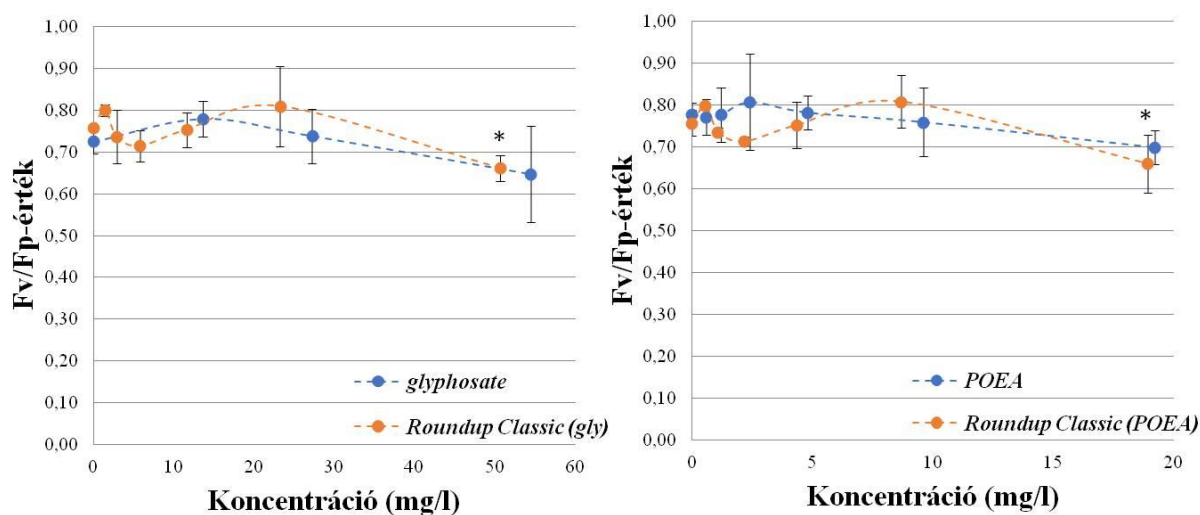 1,00
0,90
0,80
0,70
0,60
0,50
0,40
0,30
0,20
0,10
0,00
Fv/Fp-érték
*
glyphosate
Roundup Classic (gly)
0 10 20 30 40 50 60
Koncentráció (mg/l)
1,00
0,90
0,80
0,70
0,60
0,50
0,40
0,30
0,20
0,10
0,00
Fv/Fp-érték
*
POEA
Roundup Classic (POEA)
0 5 10 15 20
Koncentráció (mg/l)